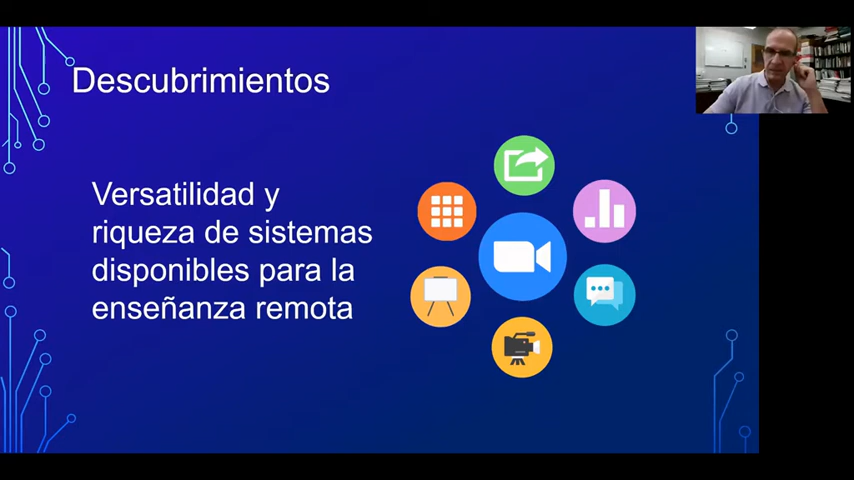 Descubrimientos
Versatilidad y
riqueza de sistemas
disponibles para la
enseñanza remota